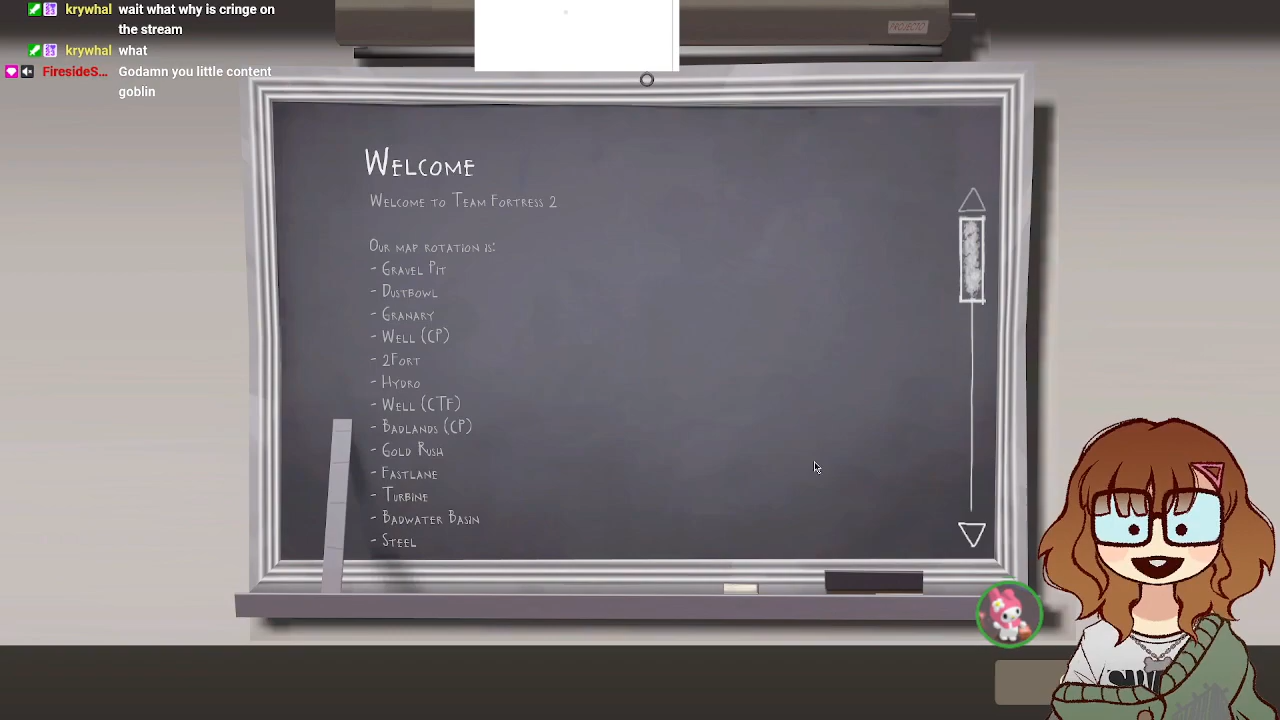 krywhal wait what why is cringe on
the stream
krywhal what
FiresideS... Godamn you little content
goblin
PROJECTO
Welcome
Welcome to Team Fortress 2
Our map rotation is:
- Gravel Pit
- Dustbowl
- Granary
- Well (CP)
- 2Fort
- Hydro
- Well (CTF)
- Badlands (CP)
- Gold Rush
- Fastlane
- Turbine
- Badwater Basin
- Steel